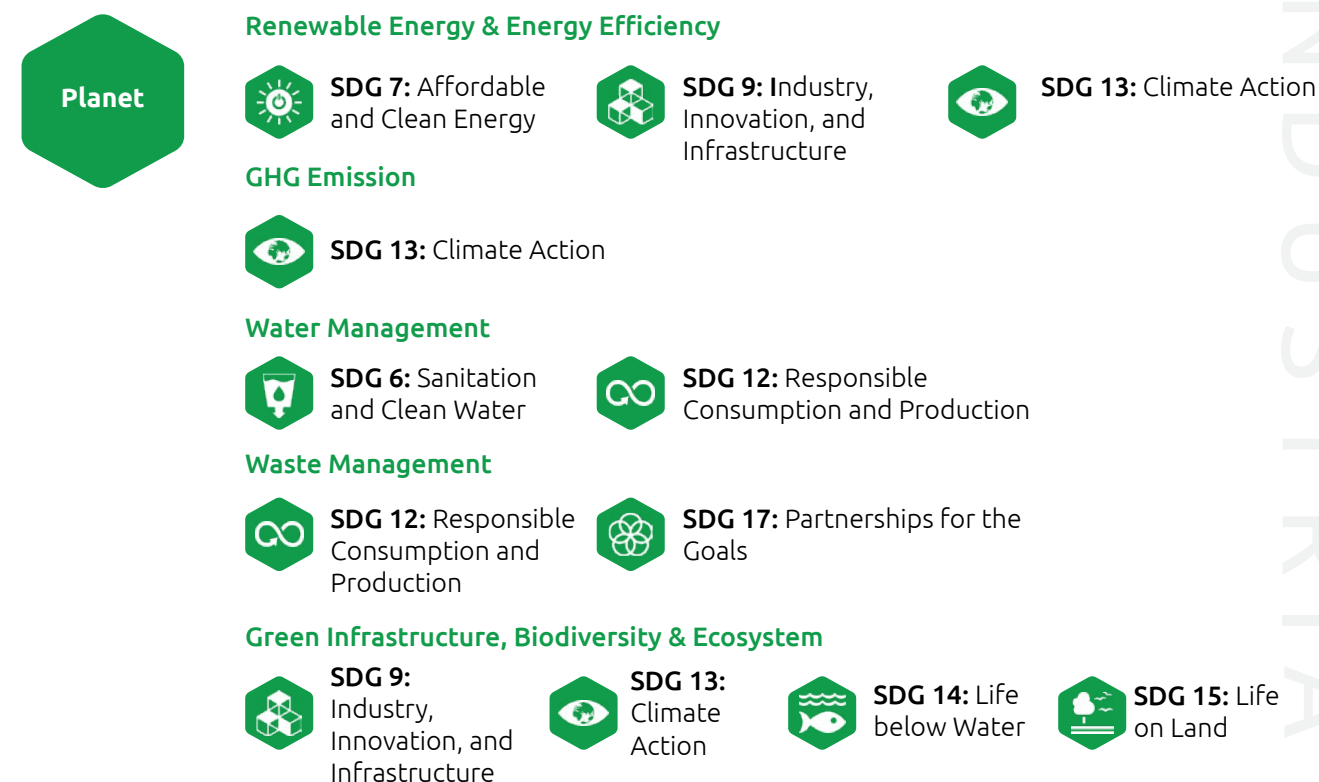 Planet
Renewable Energy & Energy Efficiency
SDG 7: Affordable
and Clean Energy
SDG 9: Industry,
Innovation, and
Infrastructure
SDG 13: Climate Action
GHG Emission
SDG 13: Climate Action
Water Management
SDG 6: Sanitation
and Clean Water
SDG 12: Responsible
Consumption and Production
Waste Management
SDG 12: Responsible
Consumption and
Production
SDG 17: Partnerships for the
Goals
Green Infrastructure, Biodiversity & Ecosystem
SDG 9:
Industry,
Innovation, and
Infrastructure
SDG 13:
Climate
Action
SDG 14: Life
below Water
SDG 15: Life
on Land
NDUSTRIA